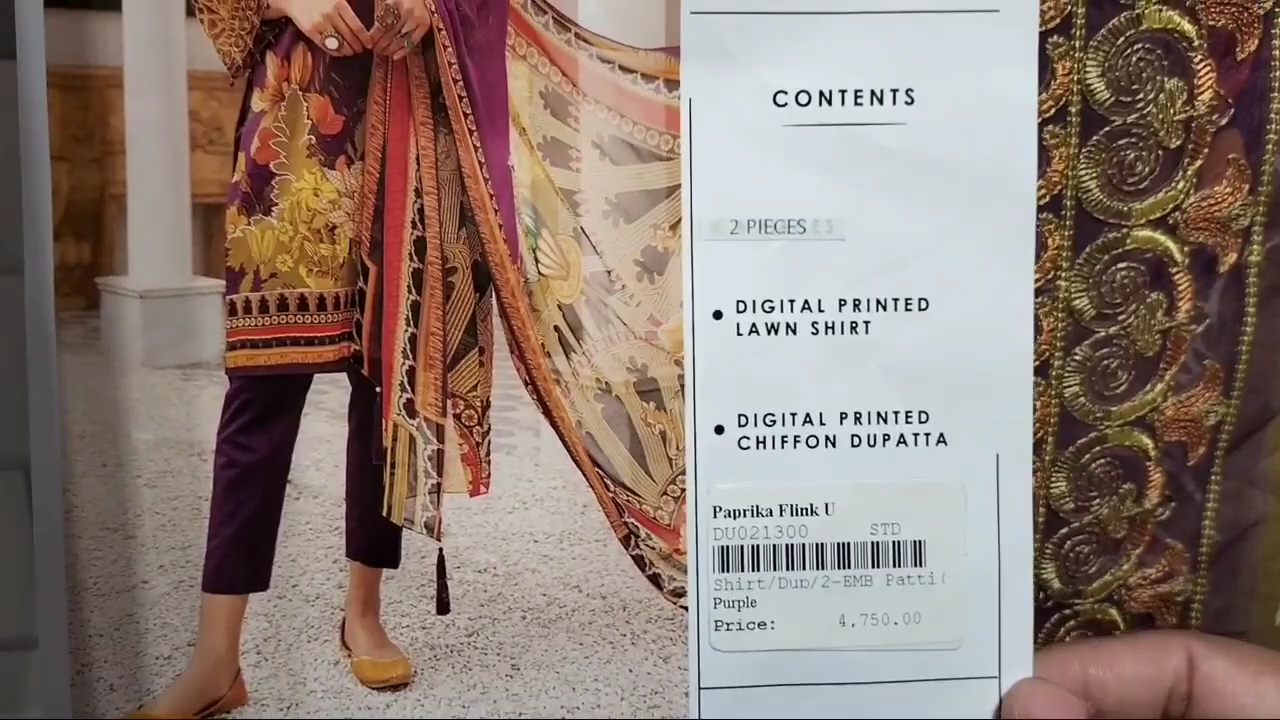 CONTENTS
2 PIECES
DIGITAL PRINTED
LAWN SHIRT
DIGITAL PRINTED
CHIFFON DUPATTA
Paprika Flink U
DU021300 STD
Shirt/Dup/2-EMB Patti(
Purple
Price: 4,750.00